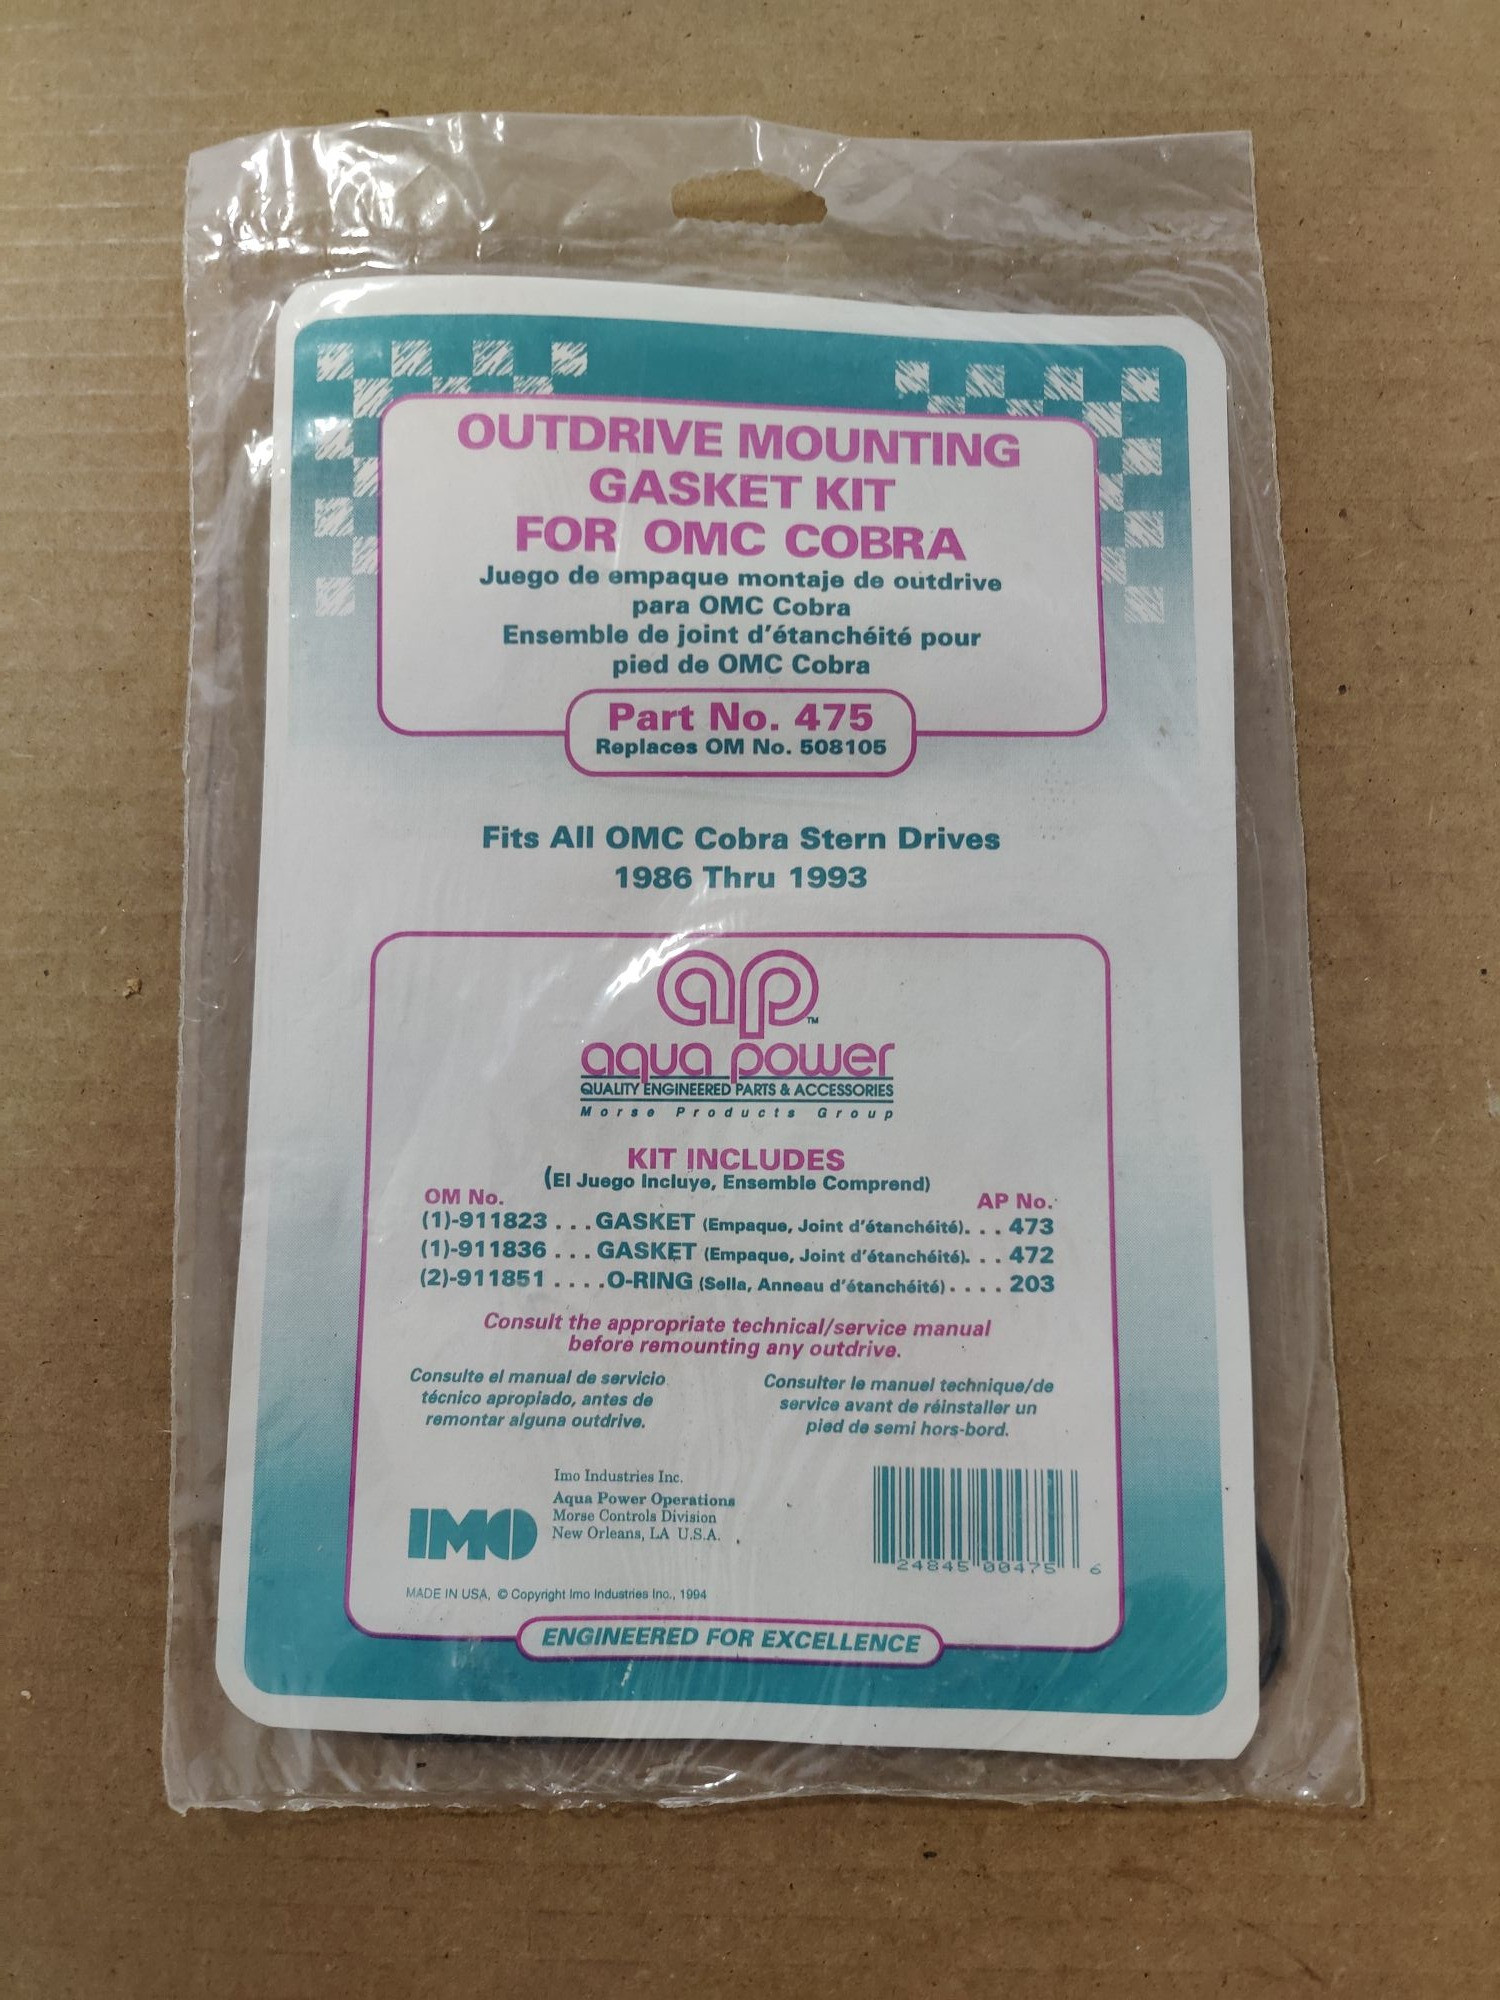 OUTDRIVE MOUNTING
GASKET KIT
FOR OMC COBRA
Juego de empaque montaje de outdrive
para OMC Cobra
Ensemble de joint d'étanchéité pour
pied de OMC Cobra
Part No. 475
Replaces OM No. 508105
Fits All OMC Cobra Stern Drives
1986 Thru 1993
ap™
aqua power
QUALITY ENGINEERED PARTS & ACCESSORIES
Morse Products Group
KIT INCLUDES
(El Juego Incluye, Ensemble Comprend)
OM No. AP No.
(1)-911823 . . . GASKET (Empaque, Joint d'étanchéité). . . 473
(1)-911836 . . . GASKET (Empaque, Joint d'étanchéité). . . 472
(2)-911851 . . . .O-RING (Sella, Anneau d'étanchéité) . . . . 203
Consult the appropriate technical/service manual
before remounting any outdrive.
Consulte el manual de servicio
técnico apropiado, antes de
remontar alguna outdrive.
Consulter le manuel technique/de
service avant de réinstaller un
pied de semi hors-bord.
IMO
Imo Industries Inc.
Aqua Power Operations
Morse Controls Division
New Orleans, LA U.S.A.
24845 00475 6
MADE IN USA, © Copyright Imo Industries Inc., 1994
ENGINEERED FOR EXCELLENCE